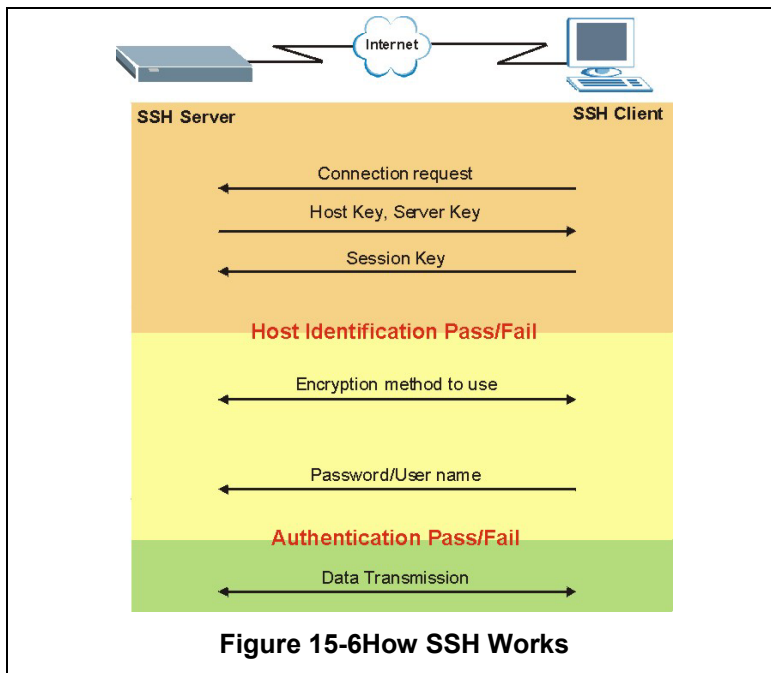 Internet
SSH Server
SSH Client
Connection request
Host Key, Server Key
Session Key
Host Identification Pass/Fail
Encryption method to use
Password/User name
Authentication Pass/Fail
Data Transmission
Figure 15-6How SSH Works